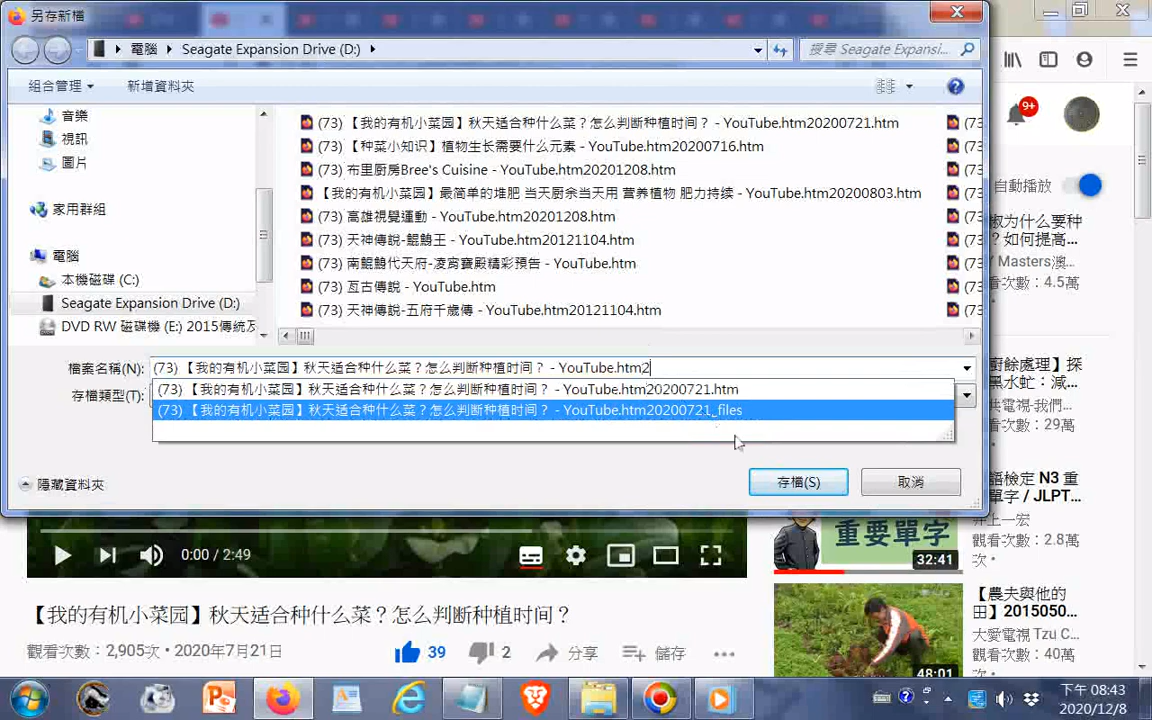 另存新檔
電腦 Seagate Expansion Drive (D:)
搜尋 Seagate Expansi...
組合管理 新增資料夾
音樂
視訊
圖片
家用群組
電腦
本機磁碟 (C:)
Seagate Expansion Drive (D:)
DVD RW 磁碟機 (E:) 2015傳統及
(73) 【我的有机小菜园】秋天适合种什么菜？怎么判断种植时间？ - YouTube.htm20200721.htm
(73) 【种菜小知识】植物生长需要什么元素 - YouTube.htm20200716.htm
(73) 布里厨房Bree's Cuisine - YouTube.htm20201208.htm
【我的有机小菜园】最简单的堆肥 当天厨余当天用 营养植物 肥力持续 - YouTube.htm20200803.htm
(73) 高雄視覺運動 - YouTube.htm20201208.htm
(73) 天神傳說-鯤鯓王 - YouTube.htm20121104.htm
(73) 南鯤鯓代天府-凌宵寶殿精彩預告 - YouTube.htm
(73) 亙古傳說 - YouTube.htm
(73) 天神傳說-五府千歲傳 - YouTube.htm20121104.htm
檔案名稱(N): (73) 【我的有机小菜园】秋天适合种什么菜？怎么判断种植时间？ - YouTube.htm2
存檔類型(T):
(73) 【我的有机小菜园】秋天适合种什么菜？怎么判断种植时间？ - YouTube.htm20200721.htm
(73) 【我的有机小菜园】秋天适合种什么菜？怎么判断种植时间？ - YouTube.htm20200721_files
隱藏資料夾
存檔(S) 取消
9+
自動播放
为什么要种
？如何提高...
Masters澳...
觀看次數：4.5萬
廚餘處理】探
黑水虻：減...
共電視-我們...
觀看次數：29萬
語檢定 N3 重
單字 / JLPT...
井上一宏
觀看次數：2.8萬
次 •
重要單字
32:41
【農夫與他的
田】2015050...
大愛電視 Tzu C...
觀看次數：40萬
次 •
48:01
0:00 / 2:49
【我的有机小菜园】秋天适合种什么菜？怎么判断种植时间？
觀看次數：2,905次 • 2020年7月21日
39 2 分享 儲存
下午 08:43
2020/12/8